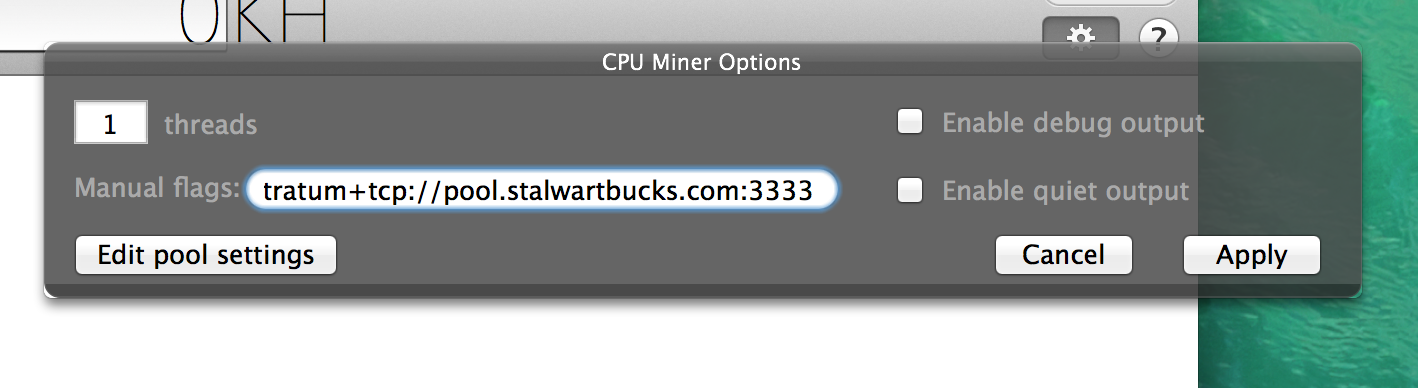 0KH
?
CPU Miner Options
1 threads
Enable debug output
Manual flags: tratum+tcp://pool.stalwartbucks.com:3333
Enable quiet output
Edit pool settings
Cancel
Apply